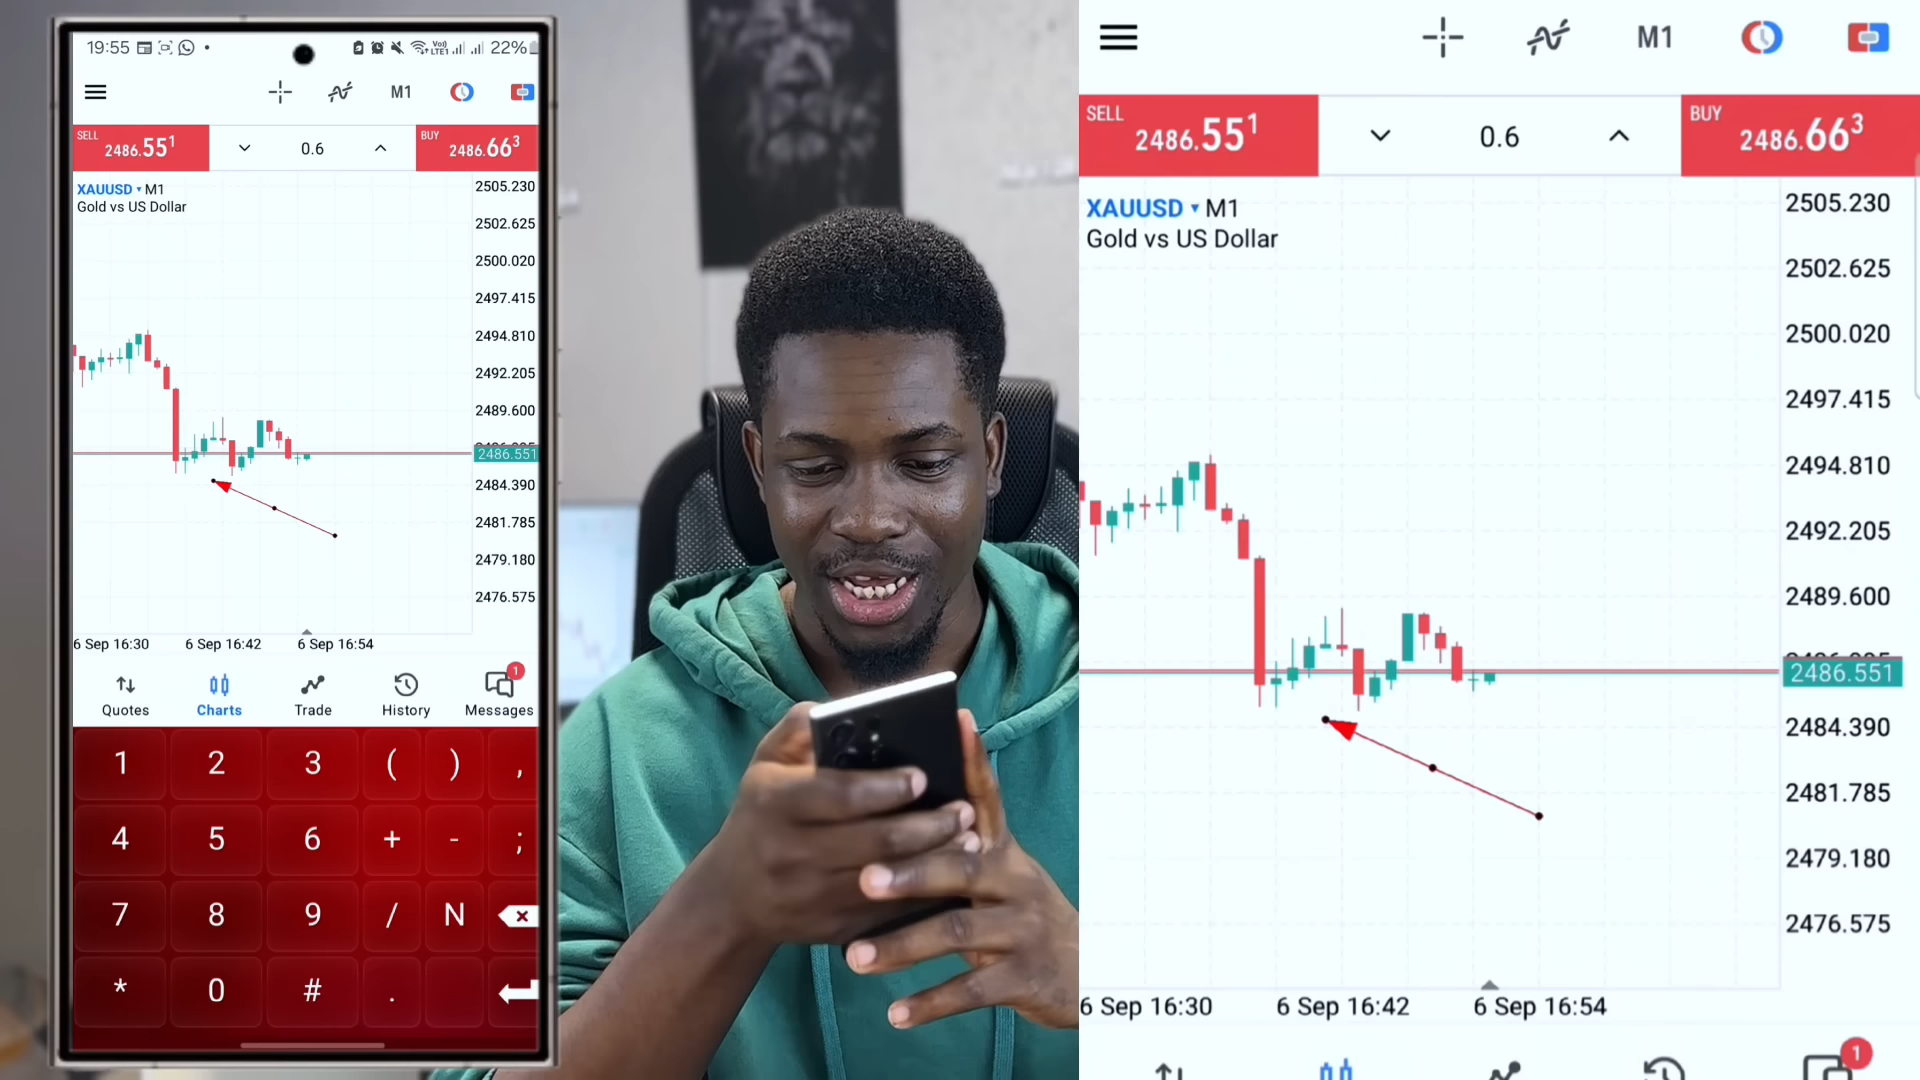 19:55
Vo)
LTE1
22%
M1
SELL
2486.55¹
0.6
BUY
2486.66³
XAUUSD ▾ M1
Gold vs US Dollar
2505.230
2502.625
2500.020
2497.415
2494.810
2492.205
2489.600
2486.551
2484.390
2481.785
2479.180
2476.575
6 Sep 16:30
6 Sep 16:42
6 Sep 16:54
Quotes
Charts
Trade
History
1
Messages
1 2 3 ( ) ,
4 5 6 + - ;
7 8 9 / N
* 0 # .
M1
SELL
2486.55¹
0.6
BUY
2486.66³
XAUUSD ▾ M1
Gold vs US Dollar
2505.230
2502.625
2500.020
2497.415
2494.810
2492.205
2489.600
2486.551
2484.390
2481.785
2479.180
2476.575
6 Sep 16:30
6 Sep 16:42
6 Sep 16:54
1